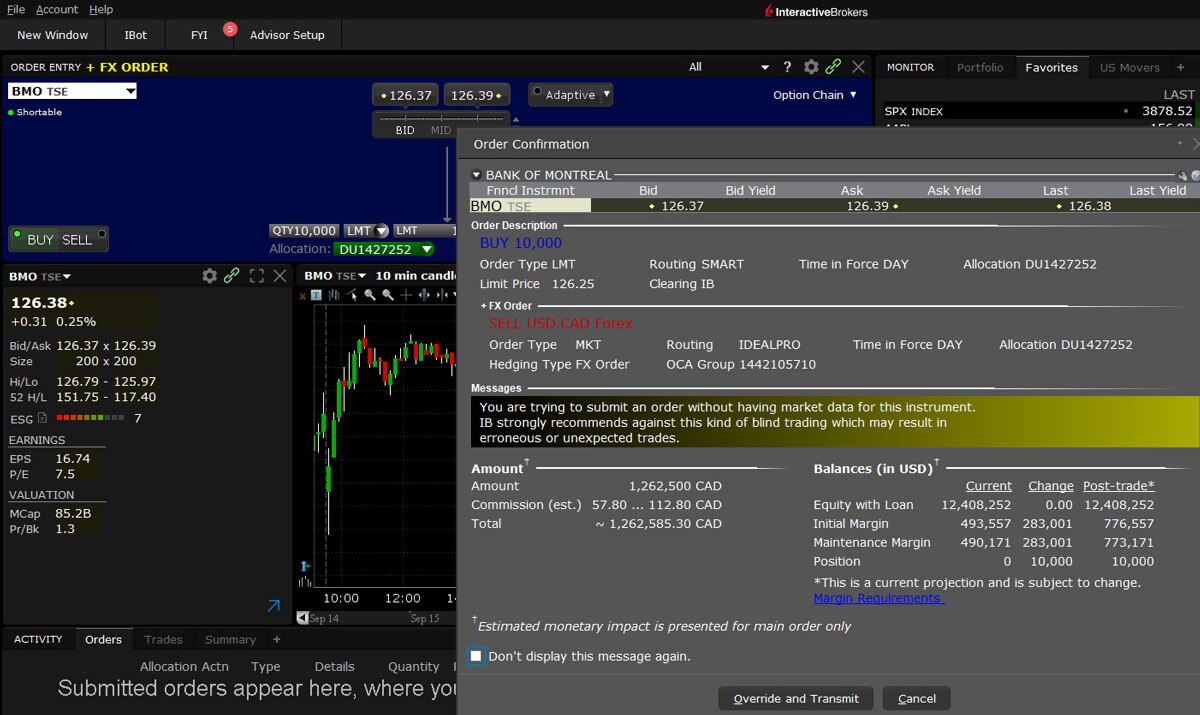 File Account Help
InteractiveBrokers
New Window IBot FYI 5 Advisor Setup
ORDER ENTRY + FX ORDER All ?
MONITOR Portfolio Favorites US Movers +
BMO TSE 126.37 126.39 Adaptive Option Chain
Shortable
BID MID
LAST
SPX INDEX 3878.52
QTY 10,000 LMT LMT
BUY SELL
Allocation: DU1427252
Order Confirmation
BANK OF MONTREAL
Fnncl Instrmnt Bid Bid Yield Ask Ask Yield Last Last Yield
BMO TSE 126.37 126.39 126.38
Order Description
BUY 10,000
Order Type LMT Routing SMART Time in Force DAY Allocation DU1427252
Limit Price 126.25 Clearing IB
+ FX Order
SELL USD.CAD Forex
Order Type MKT Routing IDEALPRO Time in Force DAY Allocation DU1427252
Hedging Type FX Order OCA Group 1442105710
Messages
You are trying to submit an order without having market data for this instrument.
IB strongly recommends against this kind of blind trading which may result in
erroneous or unexpected trades.
Amount†
Amount 1,262,500 CAD
Commission (est.) 57.80 ... 112.80 CAD
Total ~ 1,262,585.30 CAD
Balances (in USD)†
Current Change Post-trade*
Equity with Loan 12,408,252 0.00 12,408,252
Initial Margin 493,557 283,001 776,557
Maintenance Margin 490,171 283,001 773,171
Position 0 10,000 10,000
*This is a current projection and is subject to change.
Margin Requirements
†Estimated monetary impact is presented for main order only
Don't display this message again.
Override and Transmit Cancel
BMO TSE
126.38
+0.31 0.25%
Bid/Ask 126.37 x 126.39
Size 200 x 200
Hi/Lo 126.79 - 125.97
52 H/L 151.75 - 117.40
ESG 7
EARNINGS
EPS 16.74
P/E 7.5
VALUATION
MCap 85.2B
Pr/Bk 1.3
BMO TSE 10 min candle
10:00 12:00
Sep 14 Sep 15
ACTIVITY Orders Trades Summary +
Allocation Actn Type Details Quantity
Submitted orders appear here, where you